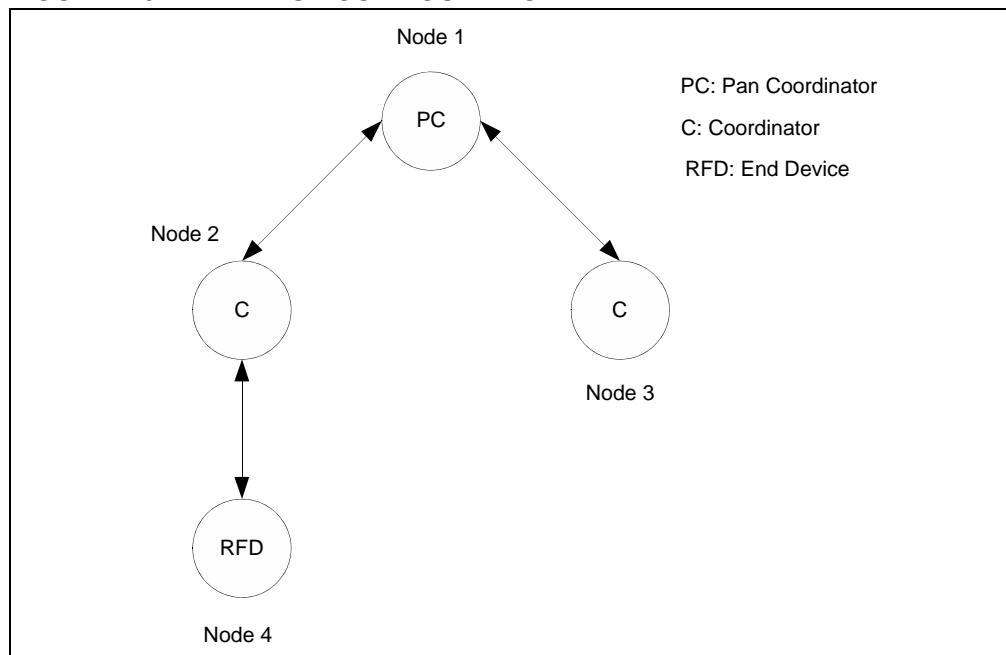 Node 1
PC
PC: Pan Coordinator
C: Coordinator
RFD: End Device
Node 2
C
C
Node 3
RFD
Node 4